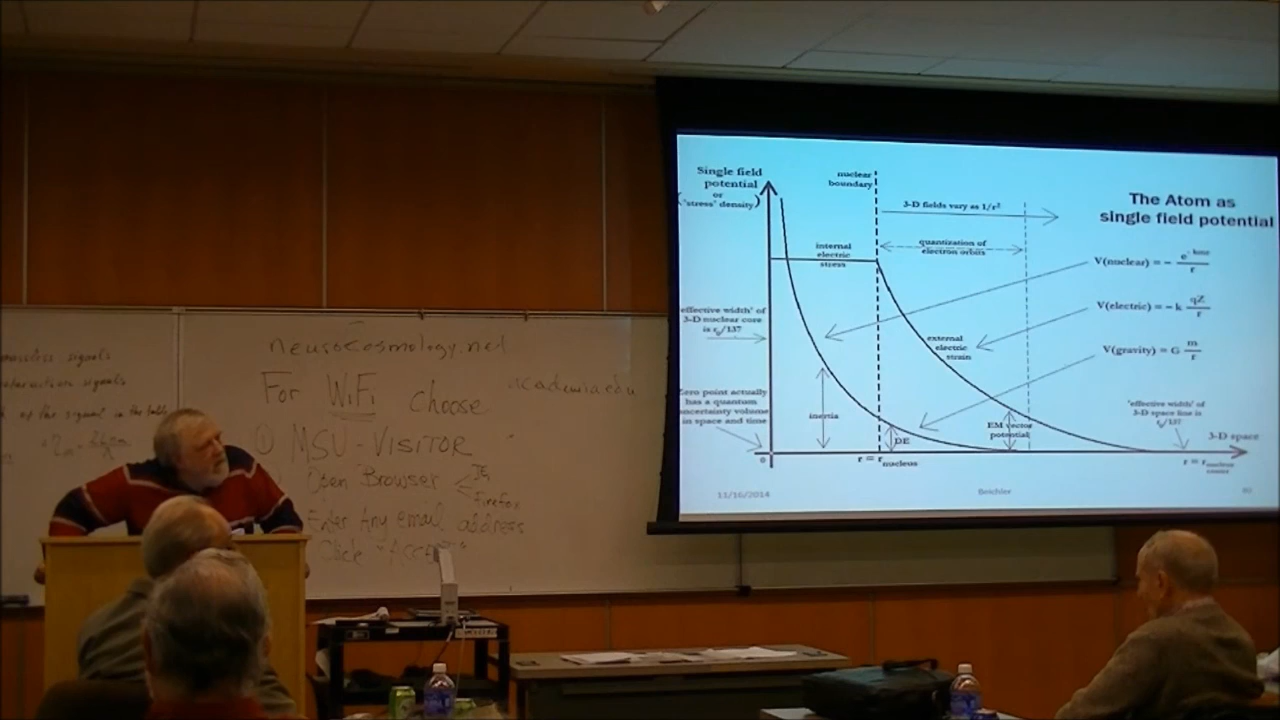 neurocosmology.net
academia.edu
For WiFi choose
① MSU-VISITOR
Open Browser < IE
Firefox
Enter Any email address
Click "ACCEPT"
Single field
potential
or
('stress' density)
nuclear
boundary
3-D fields vary as 1/r²
The Atom as
single field potential
internal
electric
stress
quantization of
electron orbits
V(nuclear) = -
r
V(electric) = -k qZ/r
V(gravity) = G m/r
effective width' of
3-D nuclear core
is r₀/137
external
electric
strain
Zero point actually
has a quantum
uncertainty volume
in space and time
inertia
DE
EM vector
potential
'effective width' of
3-D space line is
r₀/137
3-D space
0
r = r nucleus
r = r
11/16/2014
Beichler